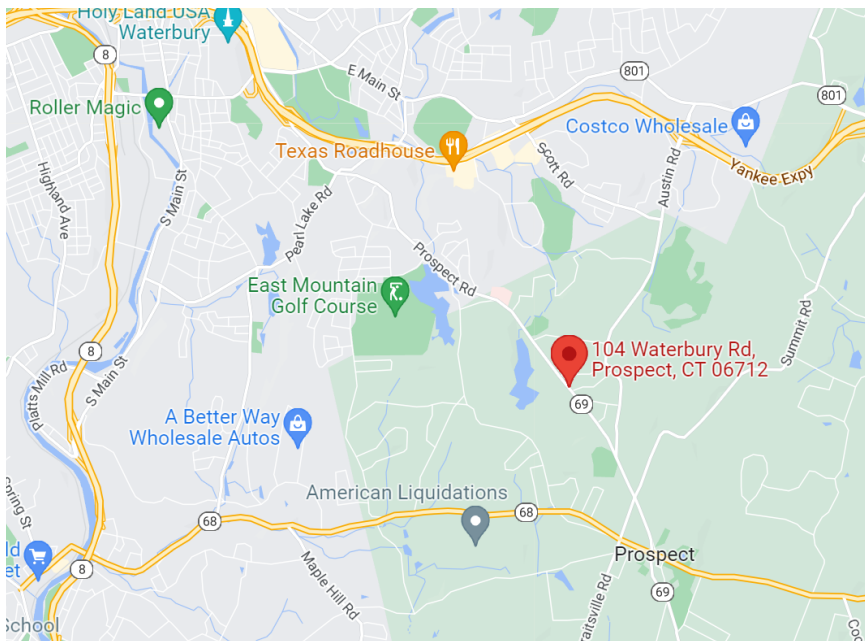 Holy Land USA
Waterbury
8
801
E Main St
801
Roller Magic
Costco Wholesale
Texas Roadhouse
Scott Rd
Austin Rd
Yankee Expy
Highland Ave
S Main St
Pearl Lake Rd
Prospect Rd
East Mountain
Golf Course
Summit Rd
8
104 Waterbury Rd,
Prospect, CT 06712
Platts Mill Rd
S Main St
69
A Better Way
Wholesale Autos
American Liquidations
68
68
Spring St
Prospect
8
Maple Hill Rd
69
School